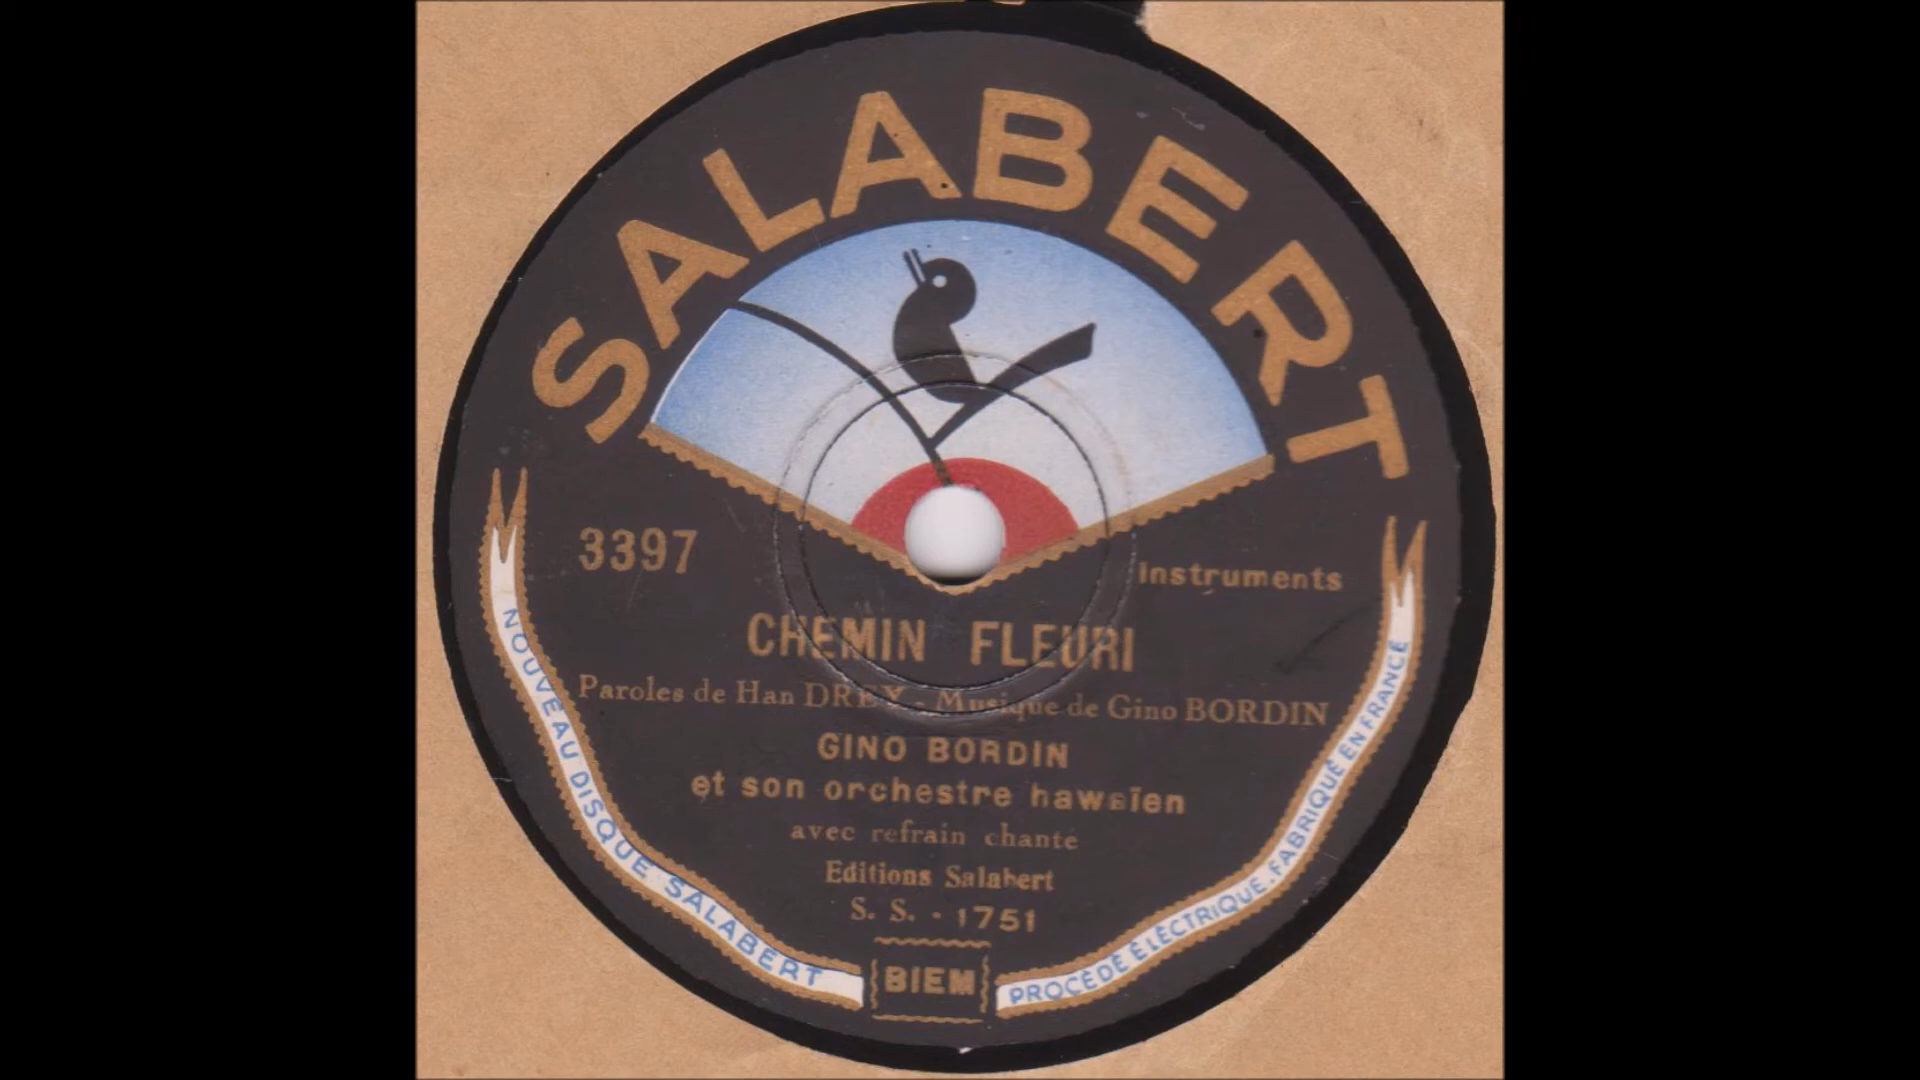 SALABERT
3397
Instruments
CHEMIN FLEURI
Paroles de Han DREY - Musique de Gino BORDIN
GINO BORDIN
et son orchestre hawaïen
avec refrain chanté
Editions Salabert
S. S. - 1751
BIEM
NOUVEAU DISQUE SALABERT
PROCÉDÉ ÉLECTRIQUE. FABRIQUÉ EN FRANCE